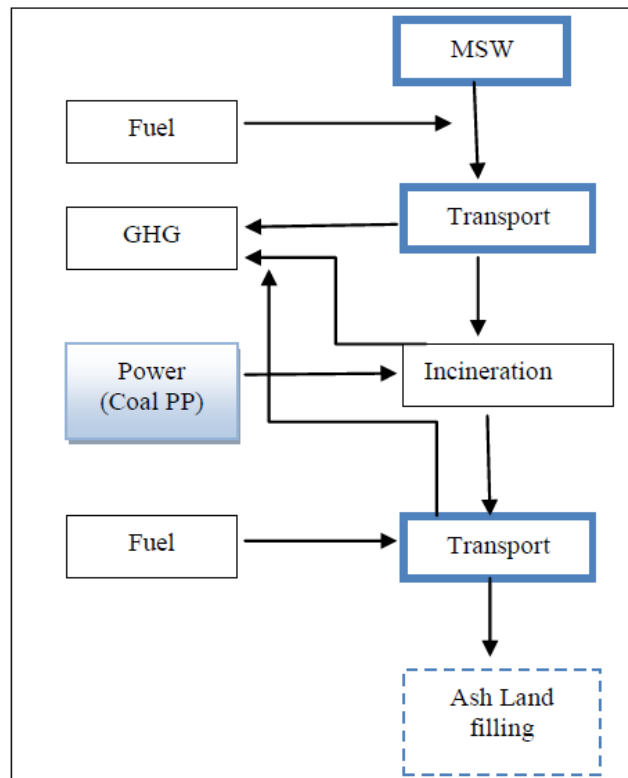 MSW
Fuel
Transport
GHG
Incineration
Power
(Coal PP)
Fuel
Transport
Ash Land
filling